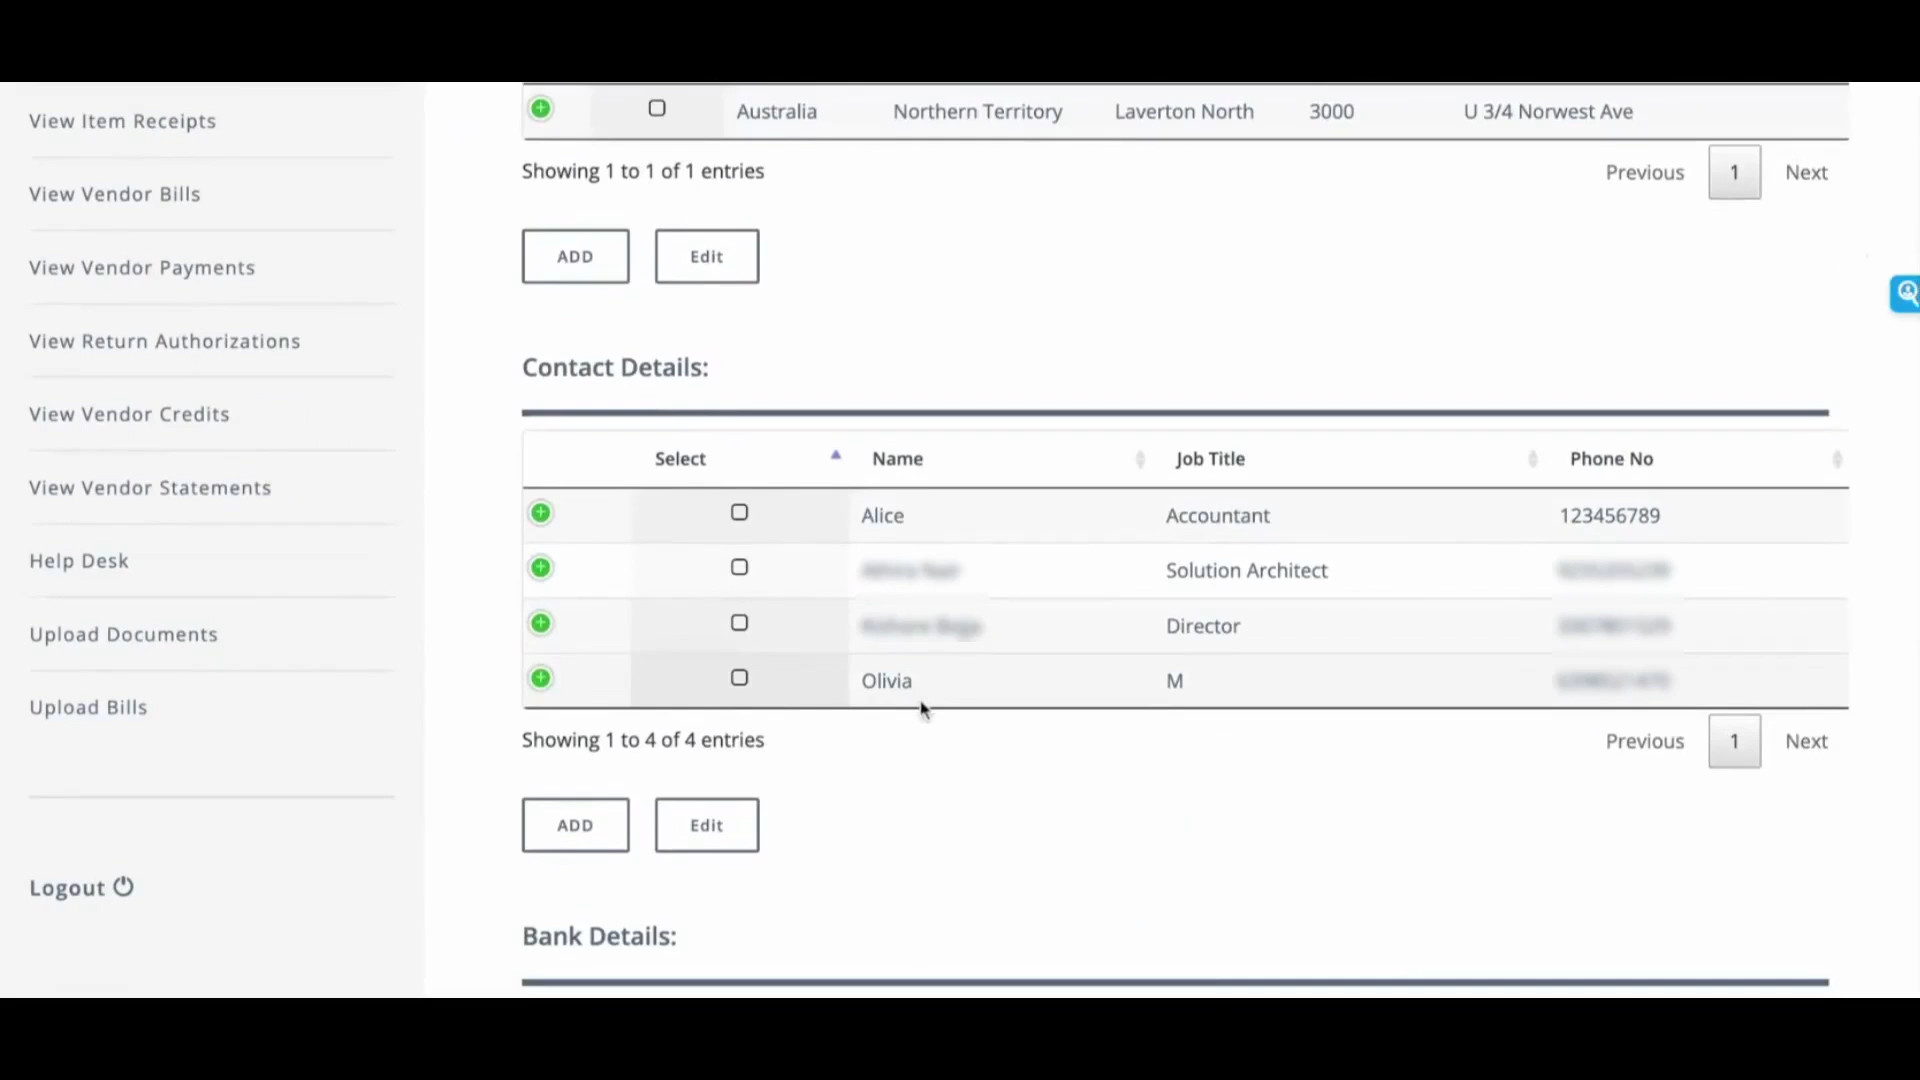 View Item Receipts
View Vendor Bills
View Vendor Payments
View Return Authorizations
View Vendor Credits
View Vendor Statements
Help Desk
Upload Documents
Upload Bills
Logout
Australia Northern Territory Laverton North 3000 U 3/4 Norwest Ave
Showing 1 to 1 of 1 entries Previous 1 Next
ADD Edit
Contact Details:
Select Name Job Title Phone No
Alice Accountant 123456789
Solution Architect
Director
Olivia M
Showing 1 to 4 of 4 entries Previous 1 Next
ADD Edit
Bank Details: